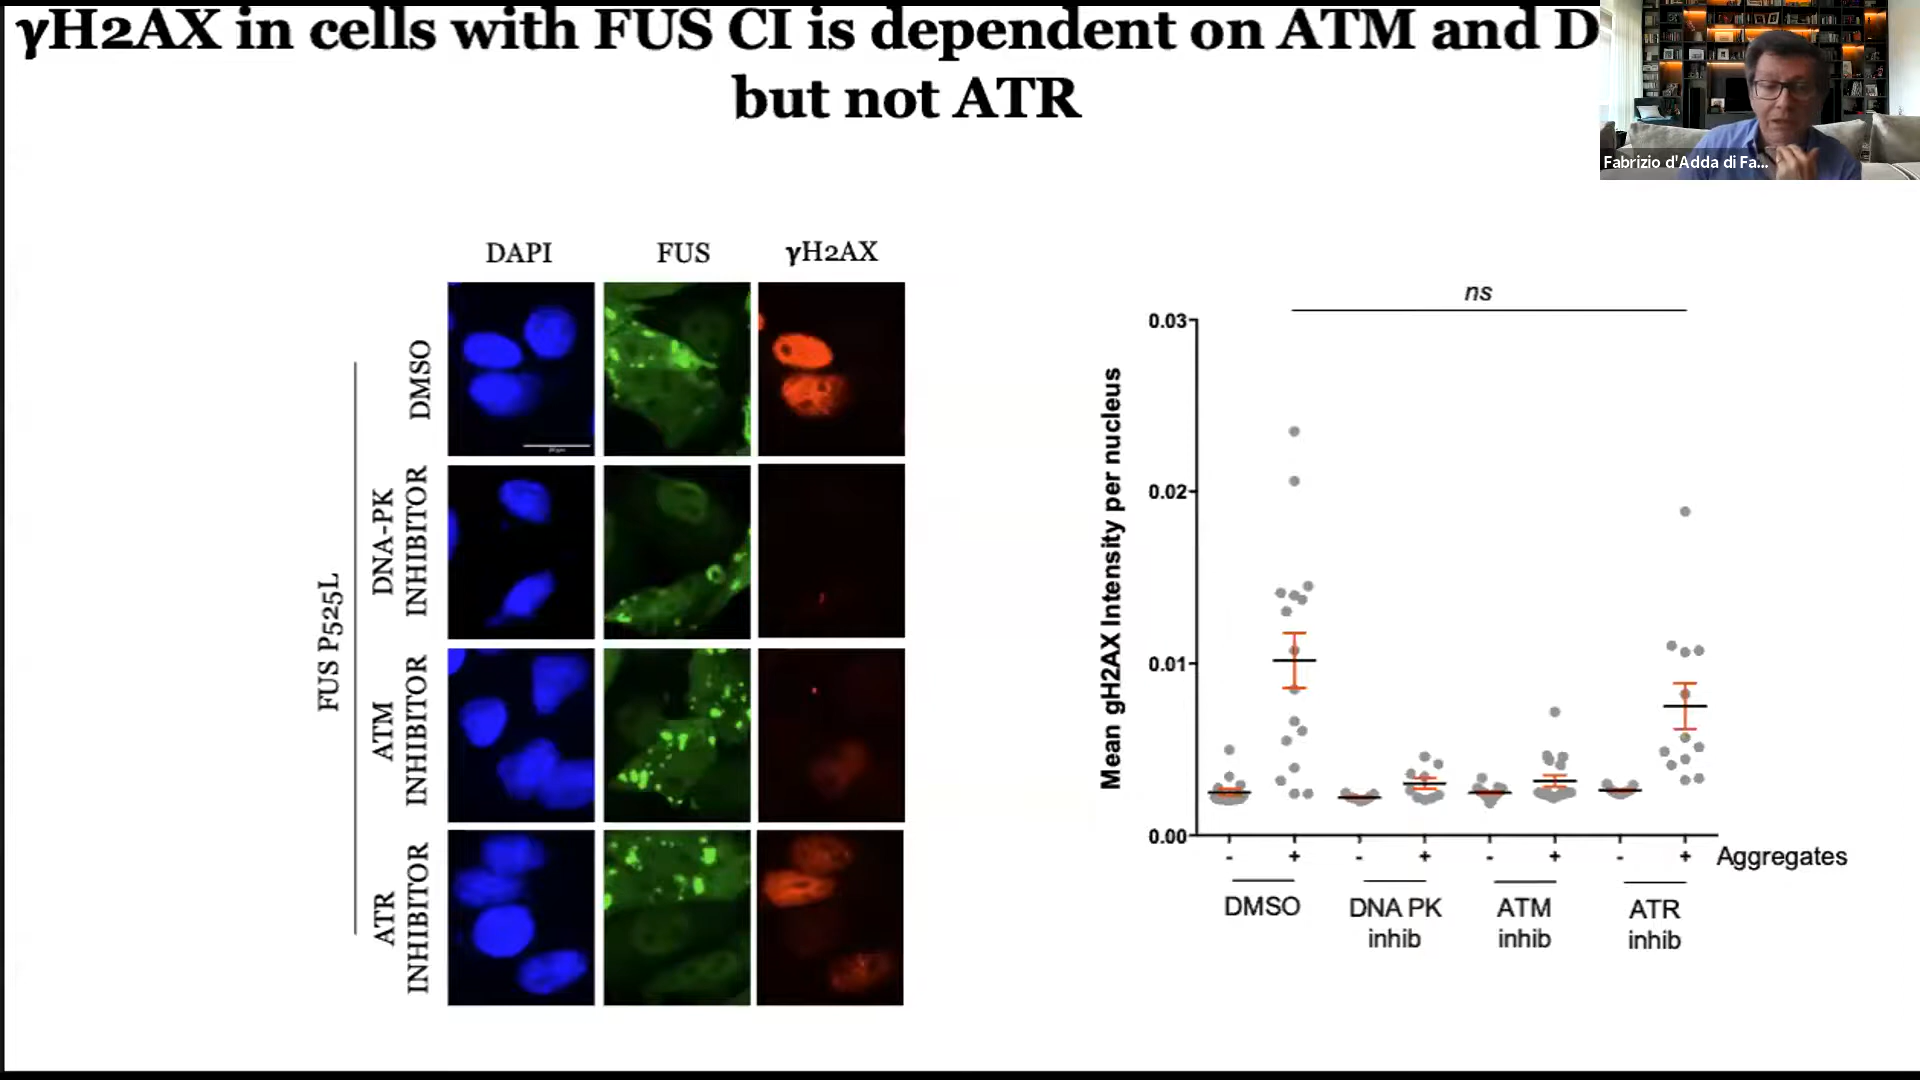 γH2AX in cells with FUS CI is dependent on ATM and D
but not ATR
Fabrizio d'Adda di Fa...
DAPI FUS γH2AX
FUS P525L
DMSO
DNA-PK
INHIBITOR
ATM
INHIBITOR
ATR
INHIBITOR
ns
Mean gH2AX Intensity per nucleus
0.03
0.02
0.01
0.00
- + - + - + - + Aggregates
DMSO DNA PK ATM ATR
inhib inhib inhib